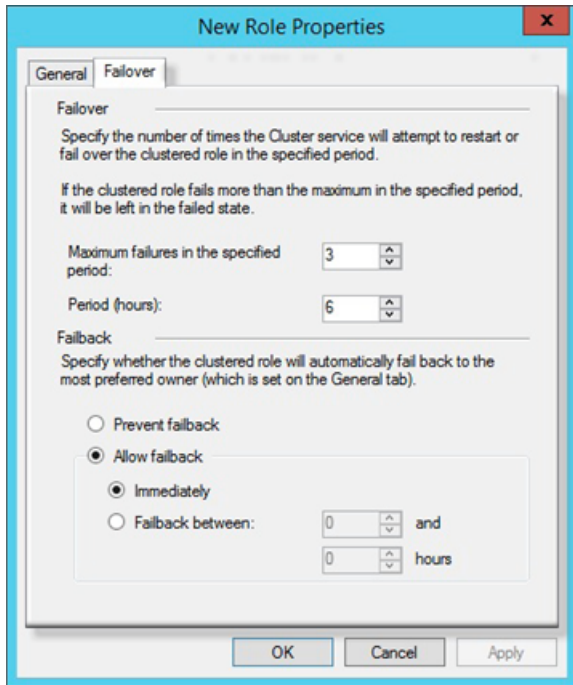 New Role Properties
x
General Failover
Failover
Specify the number of times the Cluster service will attempt to restart or
fail over the clustered role in the specified period.
If the clustered role fails more than the maximum in the specified period,
it will be left in the failed state.
Maximum failures in the specified
period:
3
Period (hours):
6
Failback
Specify whether the clustered role will automatically fail back to the
most preferred owner (which is set on the General tab).
Prevent failback
Allow failback
Immediately
Failback between:
0 and
0 hours
OK Cancel Apply